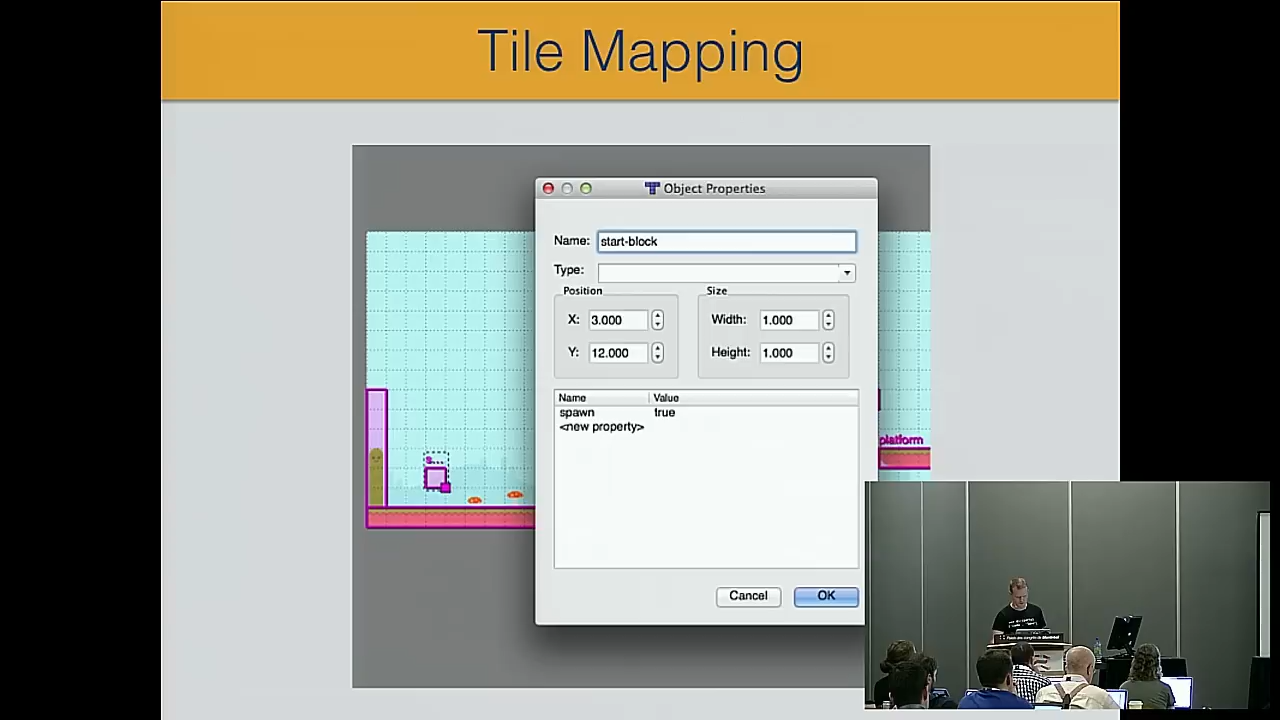 Tile Mapping
Object Properties
Name: start-block
Type:
Position
Size
X: 3.000
Width: 1.000
Y: 12.000
Height: 1.000
Name Value
spawn true
<new property>
platform
Cancel OK